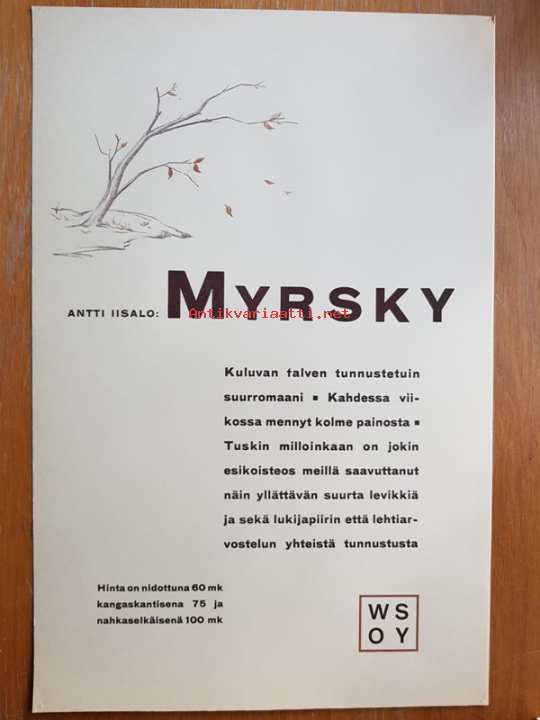 ANTTI IISALO: MYRSKY
Antikvariaatti.net
Kuluvan talven tunnustetuin
suurromaani ▪ Kahdessa vii-
kossa mennyt kolme painosta ▪
Tuskin milloinkaan on jokin
esikoisteos meillä saavuttanut
näin yllättävän suurta levikkiä
ja sekä lukijapiirin että lehtiar-
vostelun yhteistä tunnustusta
Hinta on nidottuna 60 mk
kangaskantisena 75 ja
nahkaselkäisenä 100 mk
WS
OY